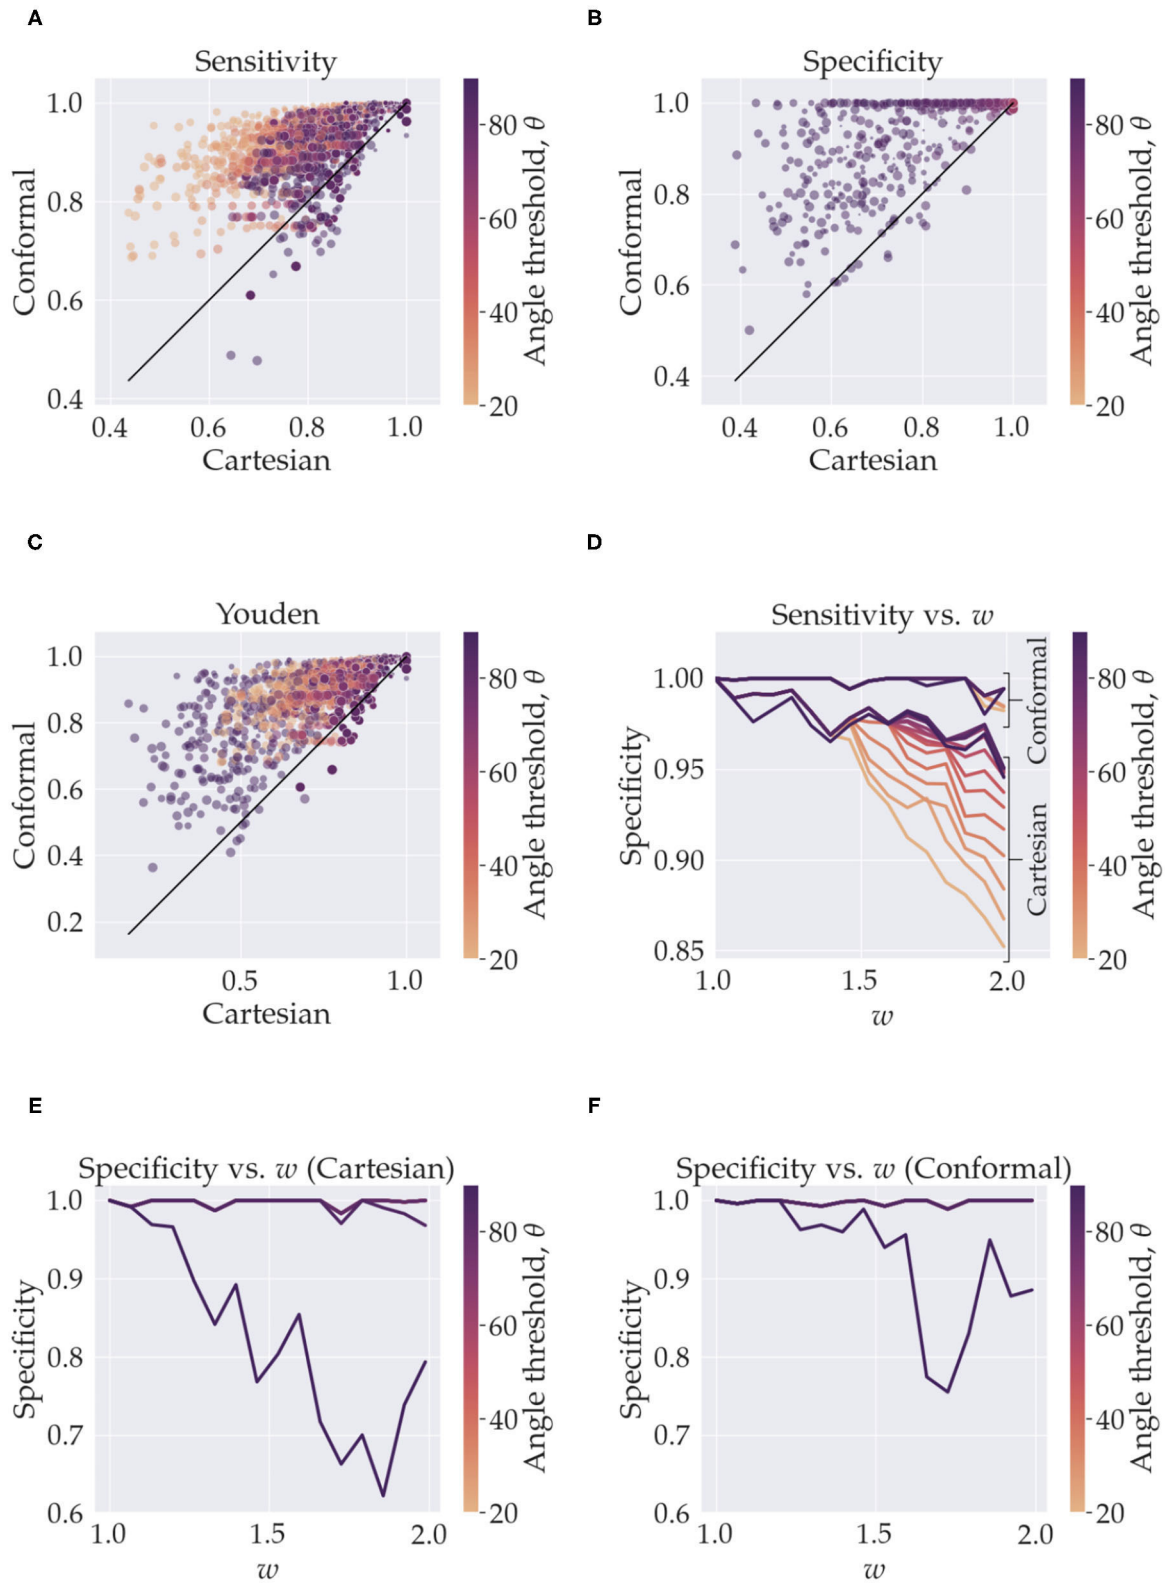 A
Sensitivity
Conformal
1.0
0.8
0.6
0.4
0.4 0.6 0.8 1.0
Cartesian
80
60
40
20
Angle threshold, θ
B
Specificity
Conformal
1.0
0.8
0.6
0.4
0.4 0.6 0.8 1.0
Cartesian
80
60
40
20
Angle threshold, θ
C
Youden
Conformal
1.0
0.8
0.6
0.4
0.2
0.5 1.0
Cartesian
80
60
40
20
Angle threshold, θ
D
Sensitivity vs. w
Specificity
1.00
0.95
0.90
0.85
1.0 1.5 2.0
w
Conformal
Cartesian
80
60
40
20
Angle threshold, θ
E
Specificity vs. w (Cartesian)
Specificity
1.0
0.9
0.8
0.7
0.6
1.0 1.5 2.0
w
80
60
40
20
Angle threshold, θ
F
Specificity vs. w (Conformal)
Specificity
1.0
0.9
0.8
0.7
0.6
1.0 1.5 2.0
w
80
60
40
20
Angle threshold, θ